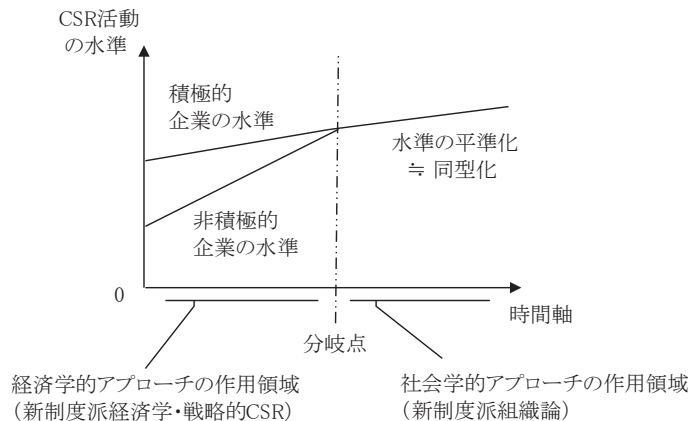 CSR活動
の水準
積極的
企業の水準
水準の平準化
≒ 同型化
非積極的
企業の水準
0
時間軸
分岐点
経済学的アプローチの作用領域
（新制度派経済学・戦略的CSR）
社会学的アプローチの作用領域
（新制度派組織論）